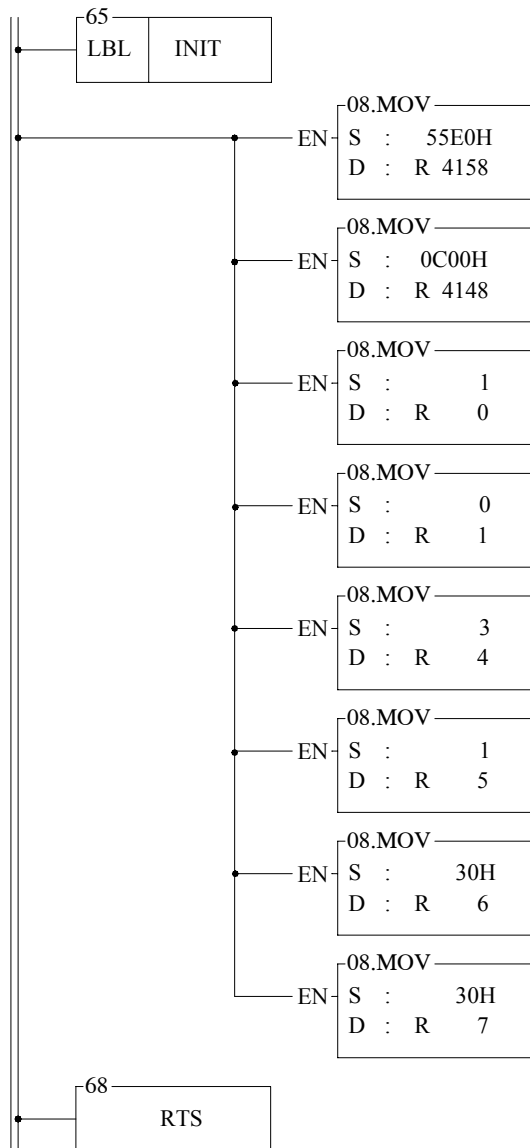 65
LBL INIT
08.MOV
EN S : 55E0H
D : R 4158
08.MOV
EN S : 0C00H
D : R 4148
08.MOV
EN S : 1
D : R 0
08.MOV
EN S : 0
D : R 1
08.MOV
EN S : 3
D : R 4
08.MOV
EN S : 1
D : R 5
08.MOV
EN S : 30H
D : R 6
08.MOV
EN S : 30H
D : R 7
68
RTS